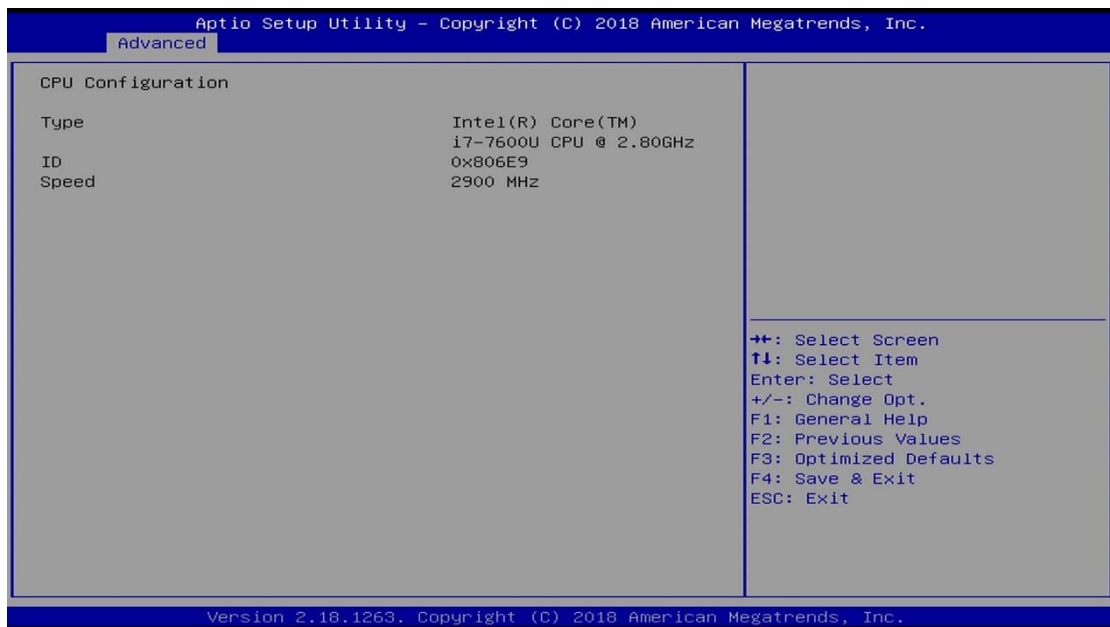 Aptio Setup Utility – Copyright (C) 2018 American Megatrends, Inc.
Advanced
CPU Configuration
Type Intel(R) Core(TM)
i7-7600U CPU @ 2.80GHz
ID 0x806E9
Speed 2900 MHz
→←: Select Screen
↑↓: Select Item
Enter: Select
+/-: Change Opt.
F1: General Help
F2: Previous Values
F3: Optimized Defaults
F4: Save & Exit
ESC: Exit
Version 2.18.1263. Copyright (C) 2018 American Megatrends, Inc.